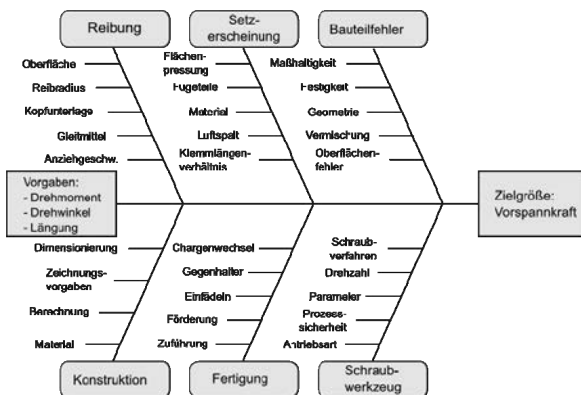 Reibung
Oberfläche
Reibradius
Kopfunterlage
Gleitmittel
Anziehgeschw.
Setz-
erscheinung
Flächen-
pressung
Fügeteile
Material
Luftspalt
Klemmlängen-
verhältnis
Bauteilfehler
Maßhaltigkeit
Festigkeit
Geometrie
Vermischung
Oberflächen-
fehler
Vorgaben:
- Drehmoment
- Drehwinkel
- Längung
Zielgröße:
Vorspannkraft
Dimensionierung
Zeichnungs-
vorgaben
Berechnung
Material
Konstruktion
Chargenwechsel
Gegenhalter
Einfädeln
Förderung
Zuführung
Fertigung
Schraub-
verfahren
Drehzahl
Parameter
Prozess-
sicherheit
Antriebsart
Schraub-
werkzeug